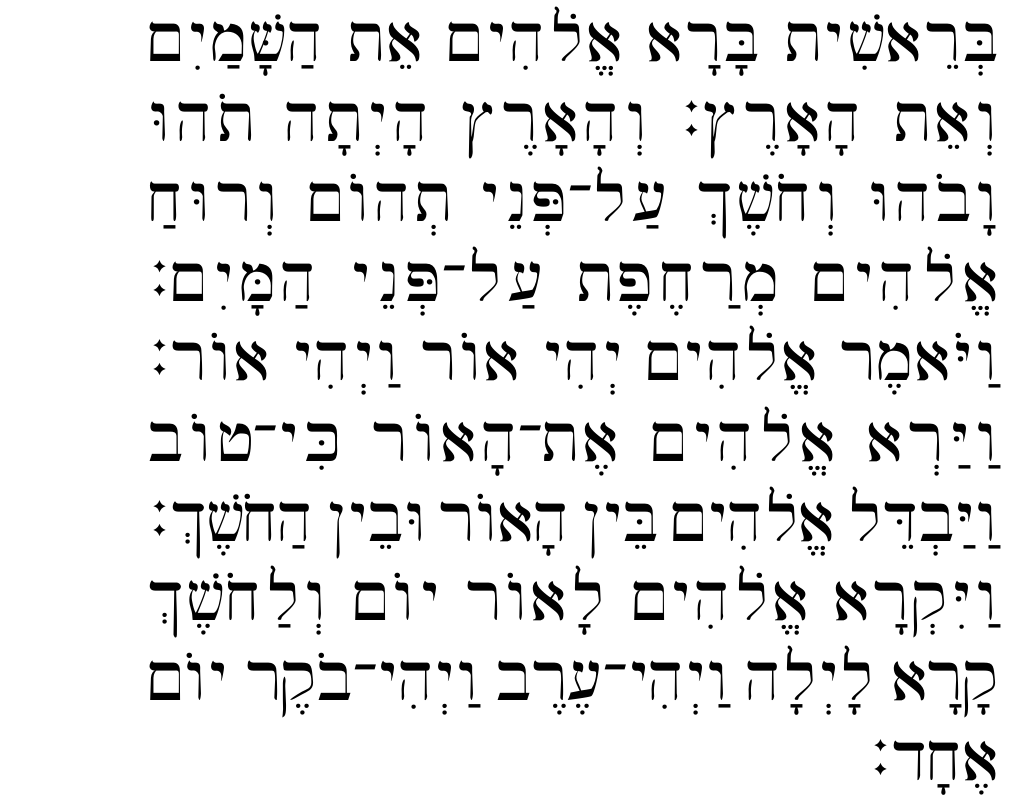 בְּרֵאשִׁית בָּרָא אֱלֹהִים אֵת הַשָּׁמַיִם
וְאֵת הָאָרֶץ׃ וְהָאָרֶץ הָיְתָה תֹהוּ
וָבֹהוּ וְחֹשֶׁךְ עַל־פְּנֵי תְהוֹם וְרוּחַ
אֱלֹהִים מְרַחֶפֶת עַל־פְּנֵי הַמָּיִם׃
וַיֹּאמֶר אֱלֹהִים יְהִי אוֹר וַיְהִי אוֹר׃
וַיַּרְא אֱלֹהִים אֶת־הָאוֹר כִּי־טוֹב
וַיַּבְדֵּל אֱלֹהִים בֵּין הָאוֹר וּבֵין הַחֹשֶׁךְ׃
וַיִּקְרָא אֱלֹהִים לָאוֹר יוֹם וְלַחֹשֶׁךְ
קָרָא לָיְלָה וַיְהִי־עֶרֶב וַיְהִי־בֹקֶר יוֹם
אֶחָד׃